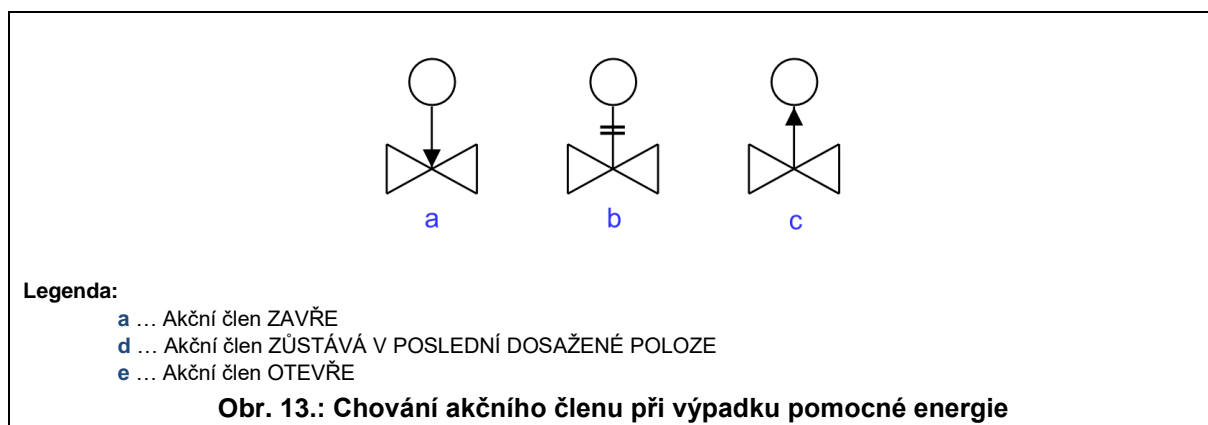 a b c
Legenda:
a … Akční člen ZAVŘE
d … Akční člen ZŮSTÁVÁ V POSLEDNÍ DOSAŽENÉ POLOZE
e … Akční člen OTEVŘE
Obr. 13.: Chování akčního členu při výpadku pomocné energie